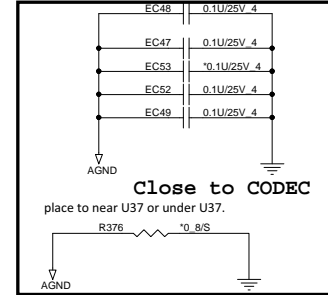 EC48 0.1U/25V_4
EC47 0.1U/25V_4
EC53 *0.1U/25V_4
EC52 0.1U/25V_4
EC49 0.1U/25V_4
AGND
Close to CODEC
place to near U37 or under U37.
R376 *0_8/S
AGND